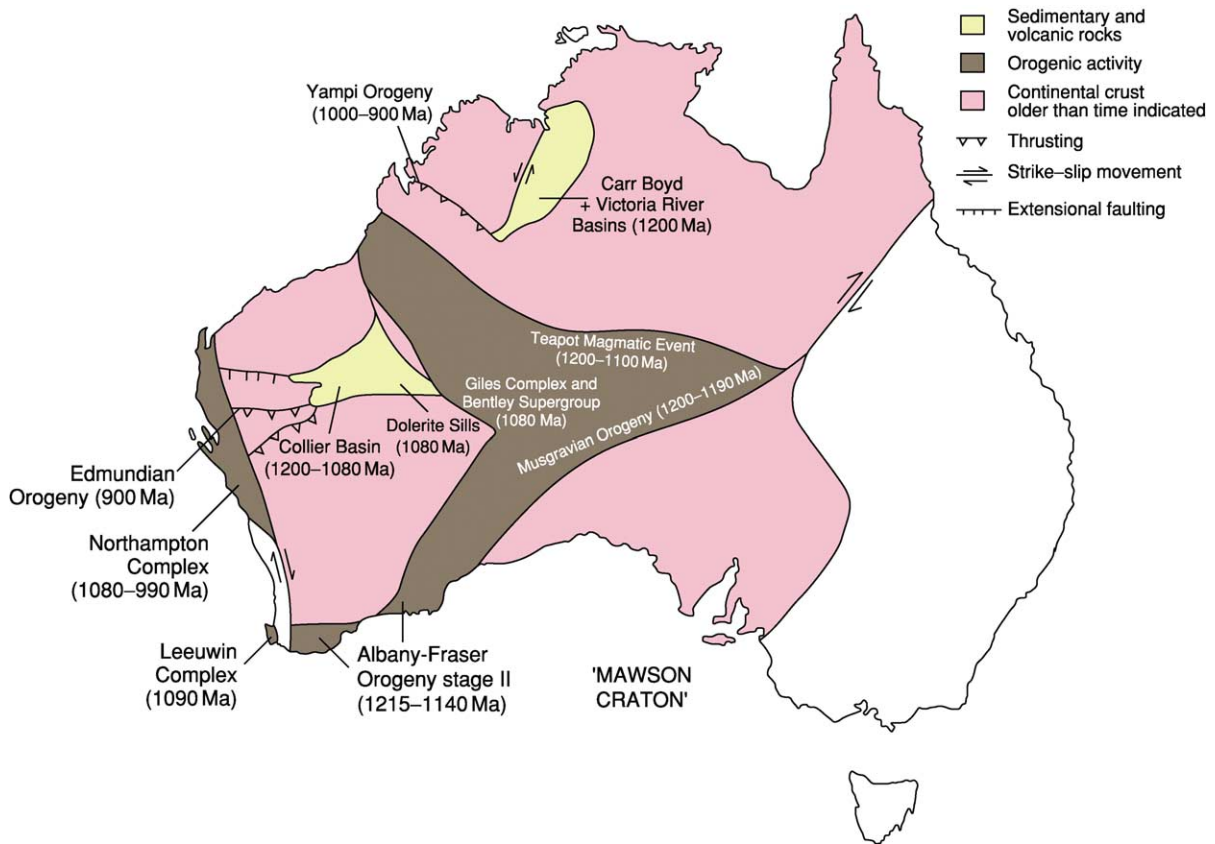 Sedimentary and
volcanic rocks
Orogenic activity
Continental crust
older than time indicated
Thrusting
Strike–slip movement
Extensional faulting
Yampi Orogeny
(1000–900 Ma)
Carr Boyd
+ Victoria River
Basins (1200 Ma)
Teapot Magmatic Event
(1200–1100 Ma)
Giles Complex and
Bentley Supergroup
(1080 Ma)
Musgravian Orogeny (1200–1190 Ma)
Dolerite Sills
(1080 Ma)
Collier Basin
(1200–1080 Ma)
Edmundian
Orogeny (900 Ma)
Northampton
Complex
(1080–990 Ma)
Leeuwin
Complex
(1090 Ma)
Albany-Fraser
Orogeny stage II
(1215–1140 Ma)
'MAWSON
CRATON'